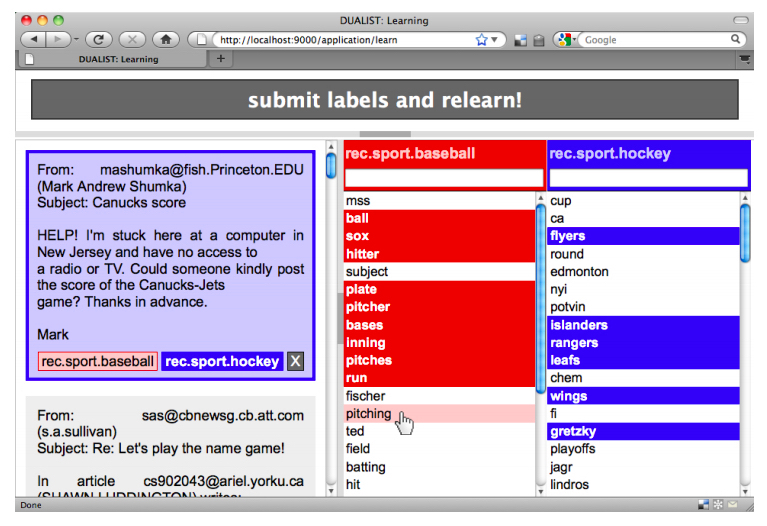 DUALIST: Learning
http://localhost:9000/application/learn
Google
DUALIST: Learning
+
submit labels and relearn!
From: mashumka@fish.Princeton.EDU
(Mark Andrew Shumka)
Subject: Canucks score
HELP! I'm stuck here at a computer in
New Jersey and have no access to
a radio or TV. Could someone kindly post
the score of the Canucks-Jets
game? Thanks in advance.
Mark
rec.sport.baseball rec.sport.hockey X
From: sas@cbnewsg.cb.att.com
(s.a.sullivan)
Subject: Re: Let's play the name game!
In article cs902043@ariel.yorku.ca
(SHAWN LUDDINGTON) writes:
rec.sport.baseball
mss
ball
sox
hitter
subject
plate
pitcher
bases
inning
pitches
run
fischer
pitching
ted
field
batting
hit
rec.sport.hockey
cup
ca
flyers
round
edmonton
nyi
potvin
islanders
rangers
leafs
chem
wings
fi
gretzky
playoffs
jagr
lindros
Done